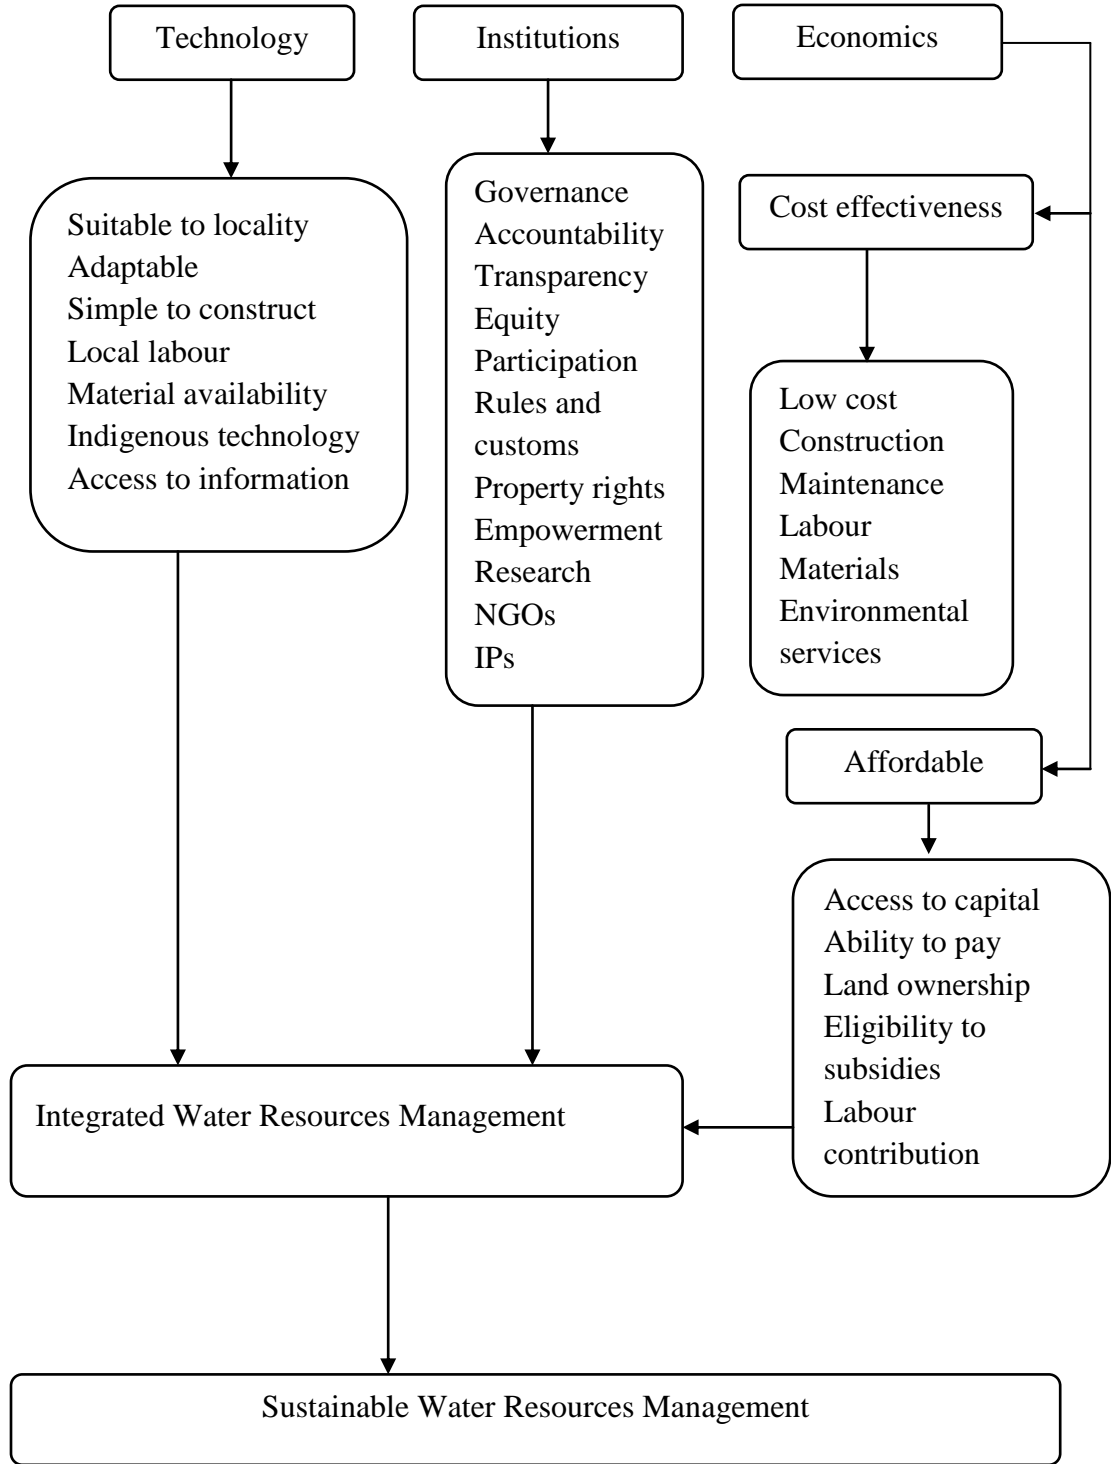 Technology
Institutions
Economics
Suitable to locality
Adaptable
Simple to construct
Local labour
Material availability
Indigenous technology
Access to information
Governance
Accountability
Transparency
Equity
Participation
Rules and
customs
Property rights
Empowerment
Research
NGOs
IPs
Cost effectiveness
Low cost
Construction
Maintenance
Labour
Materials
Environmental
services
Affordable
Access to capital
Ability to pay
Land ownership
Eligibility to
subsidies
Labour
contribution
Integrated Water Resources Management
Sustainable Water Resources Management